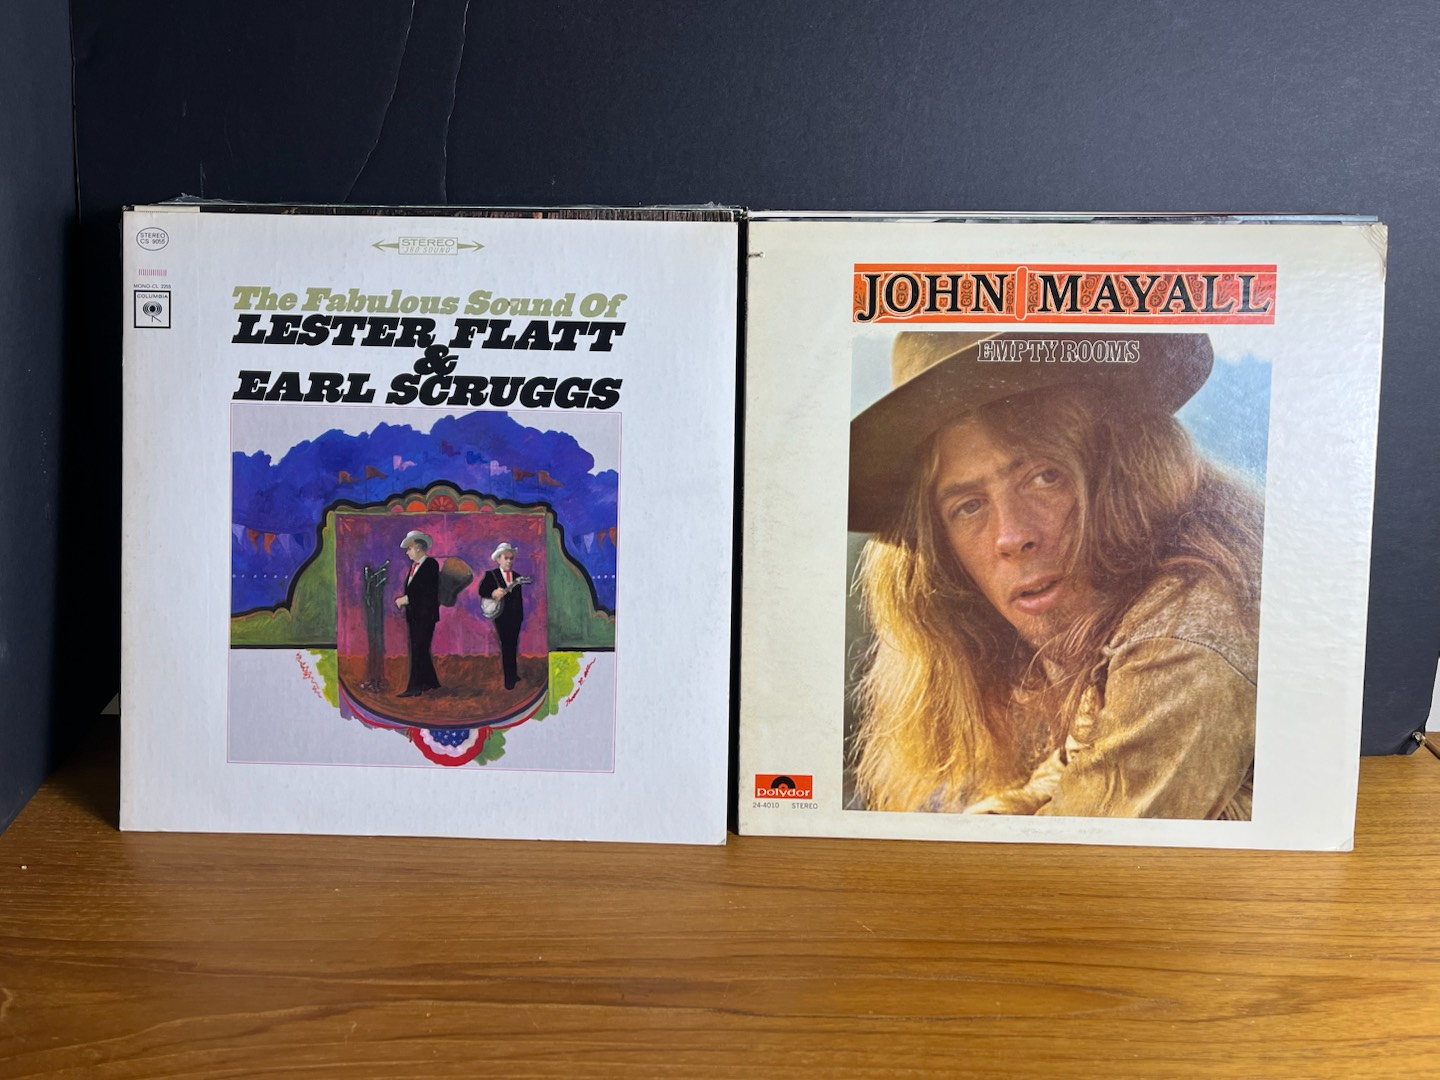 STEREO
CS 9055
STEREO
"360 SOUND"
MONO-CL 2255
COLUMBIA
The Fabulous Sound Of
LESTER FLATT
&
EARL SCRUGGS
JOHN MAYALL
EMPTY ROOMS
polydor
24-4010 STEREO